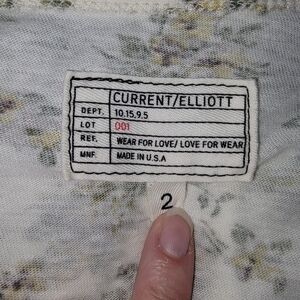 CURRENT/ELLIOTT
DEPT. 10.15.9.5
LOT 001
REF. WEAR FOR LOVE/ LOVE FOR WEAR
MNF. MADE IN U.S.A
2